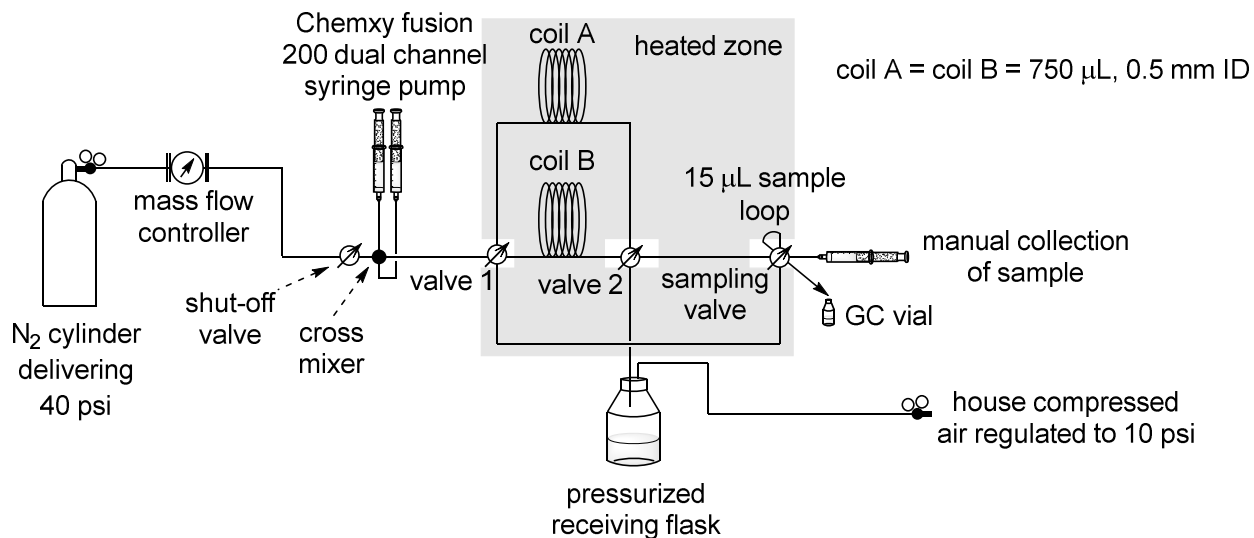 Chemxy fusion
200 dual channel
syringe pump
coil A
heated zone
coil A = coil B = 750 μL, 0.5 mm ID
coil B
15 μL sample
loop
mass flow
controller
manual collection
of sample
valve 1
valve 2
sampling
valve
shut-off
valve
cross
mixer
GC vial
N2 cylinder
delivering
40 psi
house compressed
air regulated to 10 psi
pressurized
receiving flask